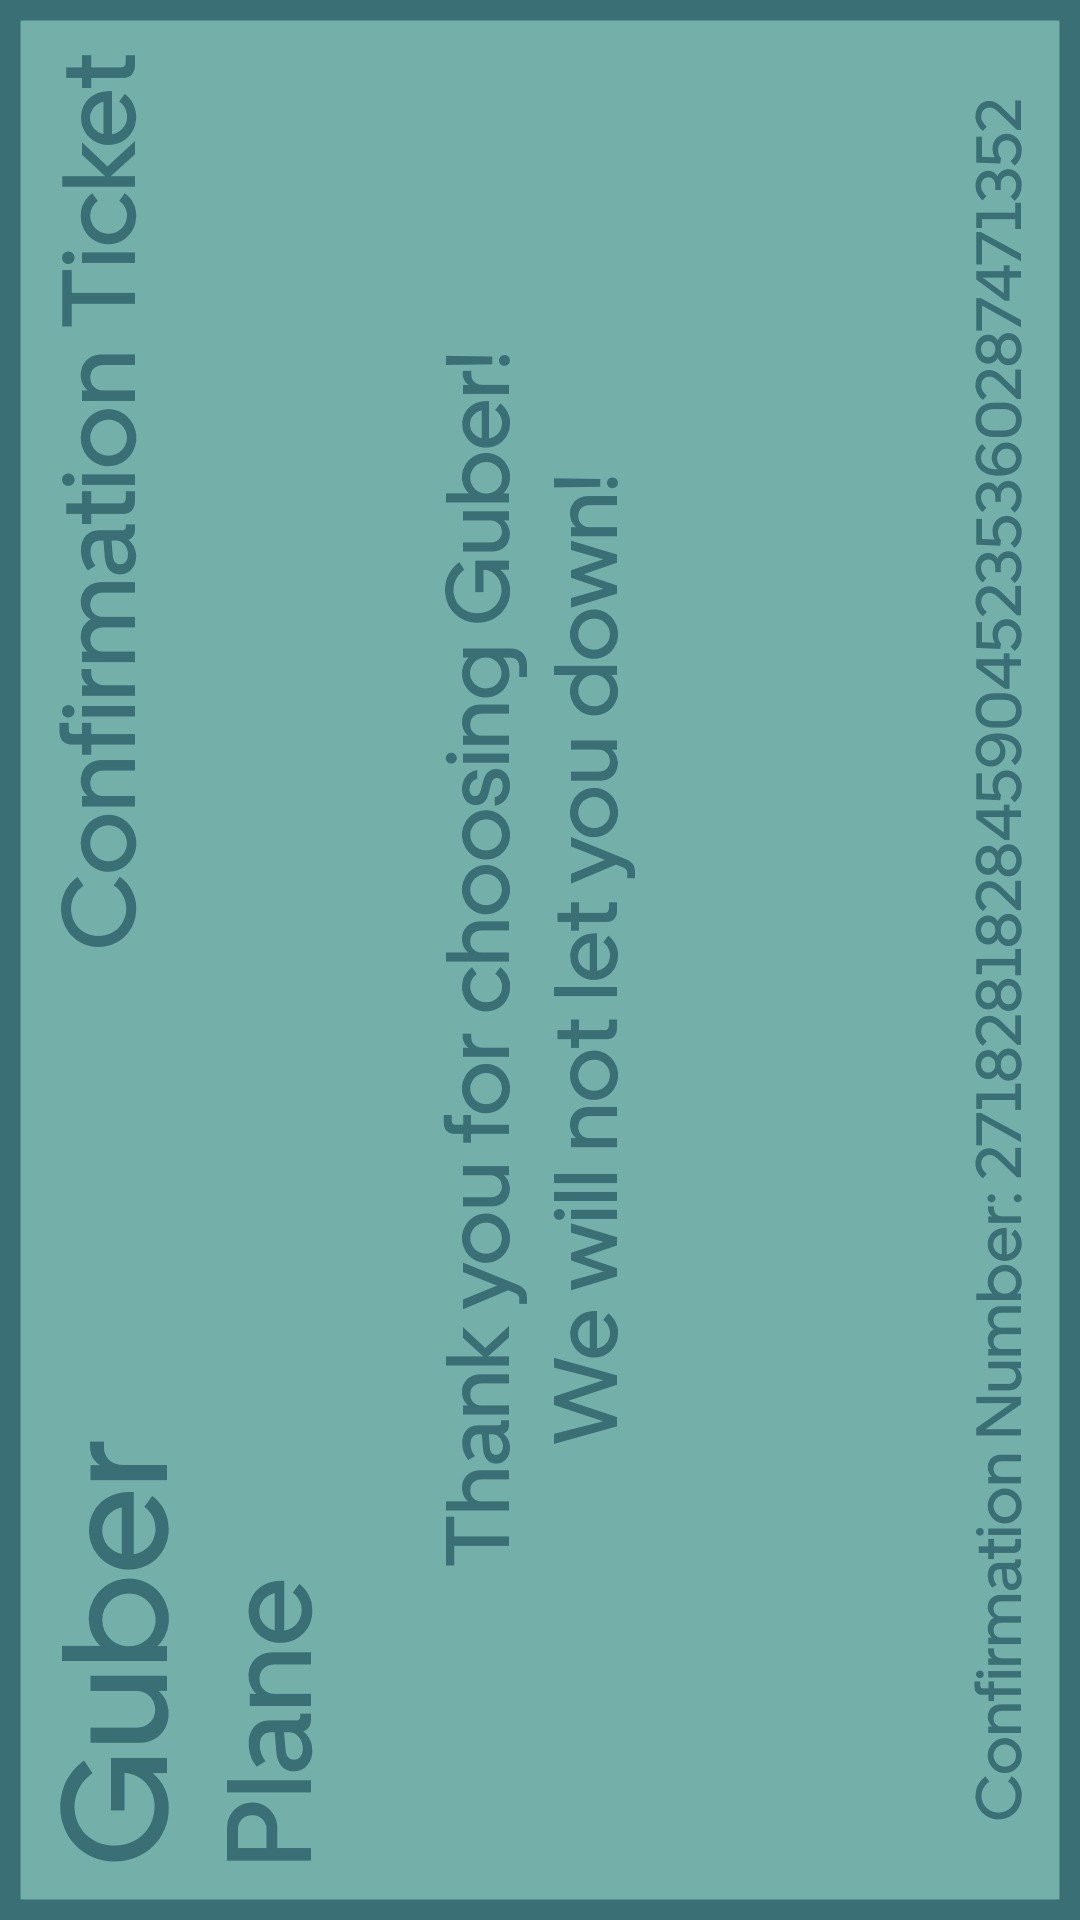 Guber
Confirmation Ticket
Plane
Thank you for choosing Guber!
We will not let you down!
Confirmation Number: 2718281828459045235360287471352